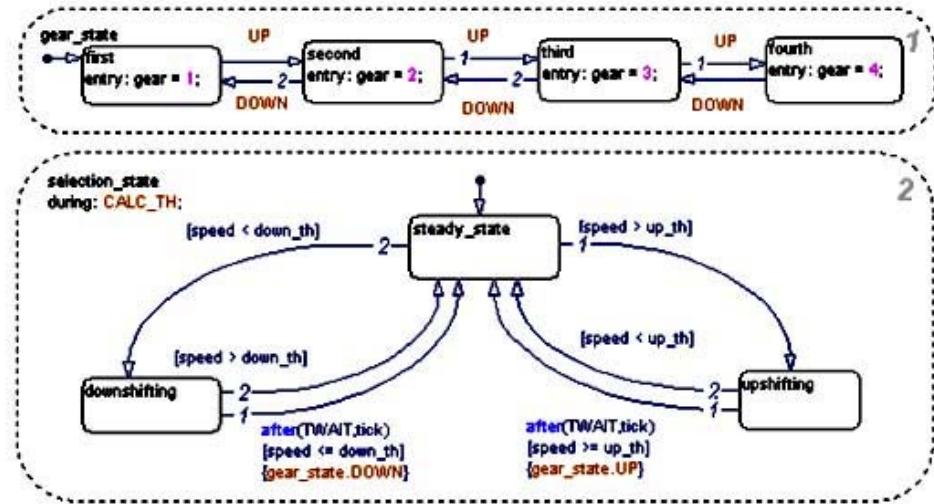 gear_state
1
UP
UP
UP
first
second
third
fourth
entry: gear = 1;
entry: gear = 2;
entry: gear = 3;
entry: gear = 4;
1
1
2
2
DOWN
DOWN
DOWN
selection_state
2
during: CALC_TH;
[speed < down_th]
steady_state
[speed > up_th]
2
1
[speed > down_th]
[speed < up_th]
downshifting
upshifting
2
2
1
1
after(TWAIT,tick)
[speed <= down_th]
{gear_state.DOWN}
after(TWAIT,tick)
[speed >= up_th]
{gear_state.UP}